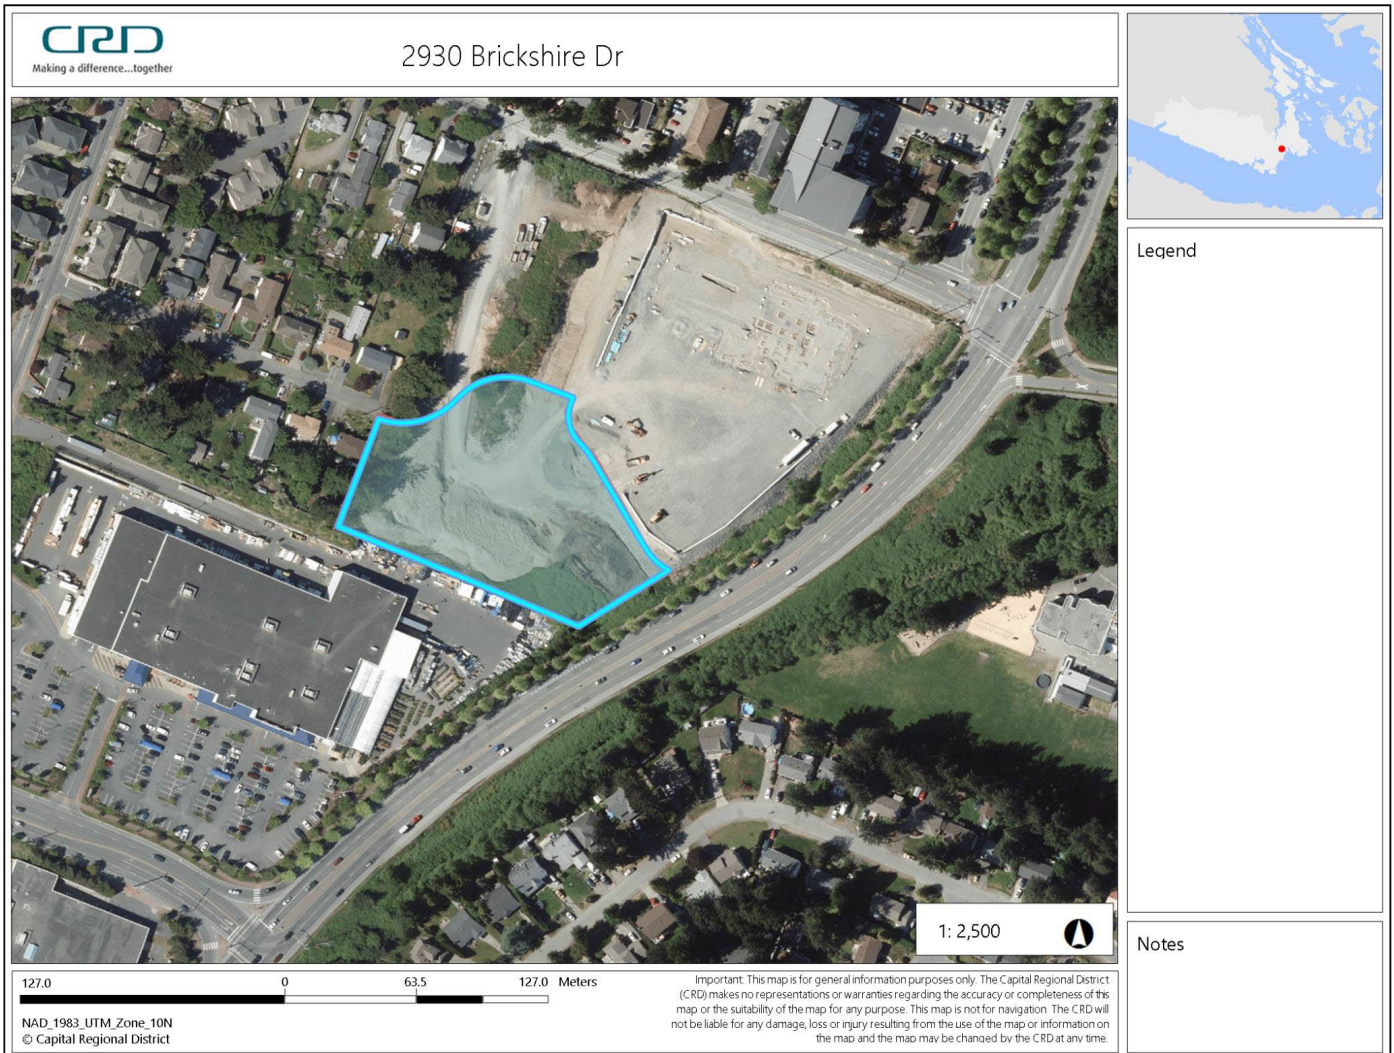 CRD
Making a difference...together
2930 Brickshire Dr
Legend
1: 2,500
Notes
127.0 0 63.5 127.0 Meters
NAD_1983_UTM_Zone_10N
© Capital Regional District
Important: This map is for general information purposes only. The Capital Regional District
(CRD) makes no representations or warranties regarding the accuracy or completeness of this
map or the suitability of the map for any purpose. This map is not for navigation. The CRD will
not be liable for any damage, loss or injury resulting from the use of the map or information on
the map and the map may be changed by the CRD at any time.